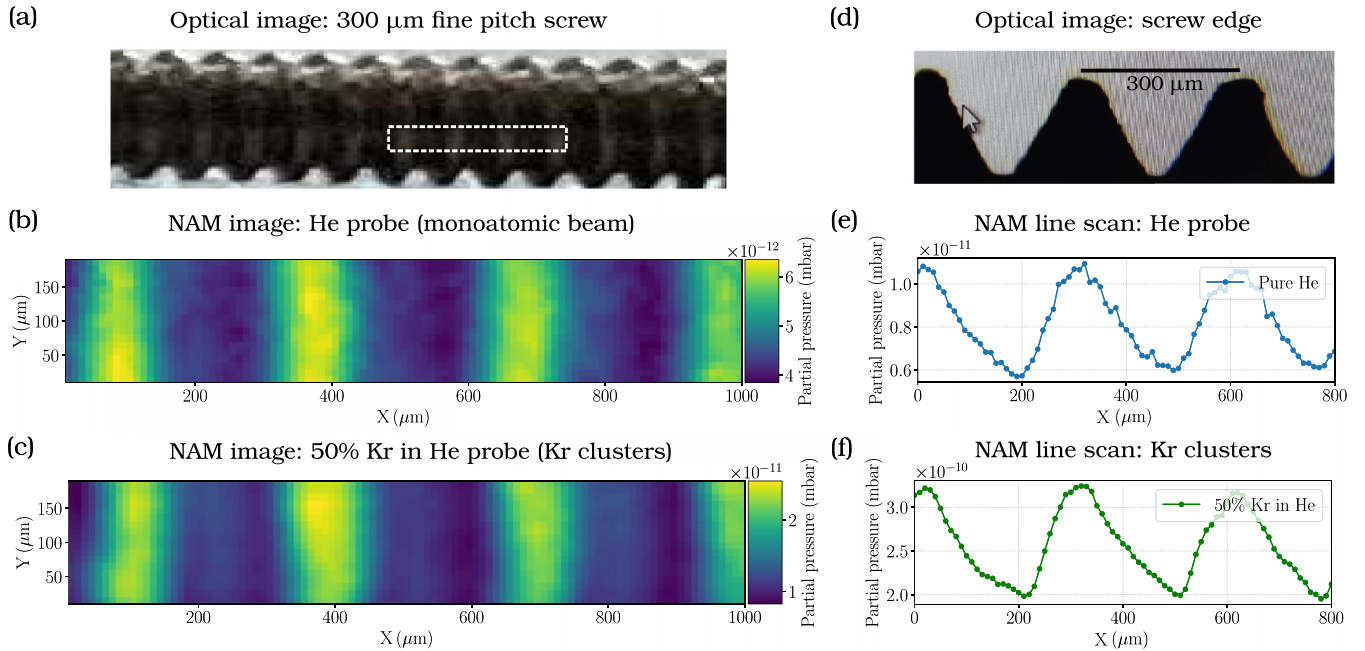 (a)
Optical image: 300 μm fine pitch screw
(d)
Optical image: screw edge
300 μm
(b)
NAM image: He probe (monoatomic beam)
×10⁻¹²
Y (μm)
150
100
50
200
400
600
800
1000
X (μm)
6
5
4
Partial pressure (mbar)
(e)
NAM line scan: He probe
×10⁻¹¹
Partial pressure (mbar)
1.0
0.8
0.6
Pure He
0
200
400
600
800
X (μm)
(c)
NAM image: 50% Kr in He probe (Kr clusters)
×10⁻¹¹
Y (μm)
150
100
50
200
400
600
800
1000
X (μm)
2
1
Partial pressure (mbar)
(f)
NAM line scan: Kr clusters
×10⁻¹⁰
Partial pressure (mbar)
3.0
2.5
2.0
50% Kr in He
0
200
400
600
800
X (μm)